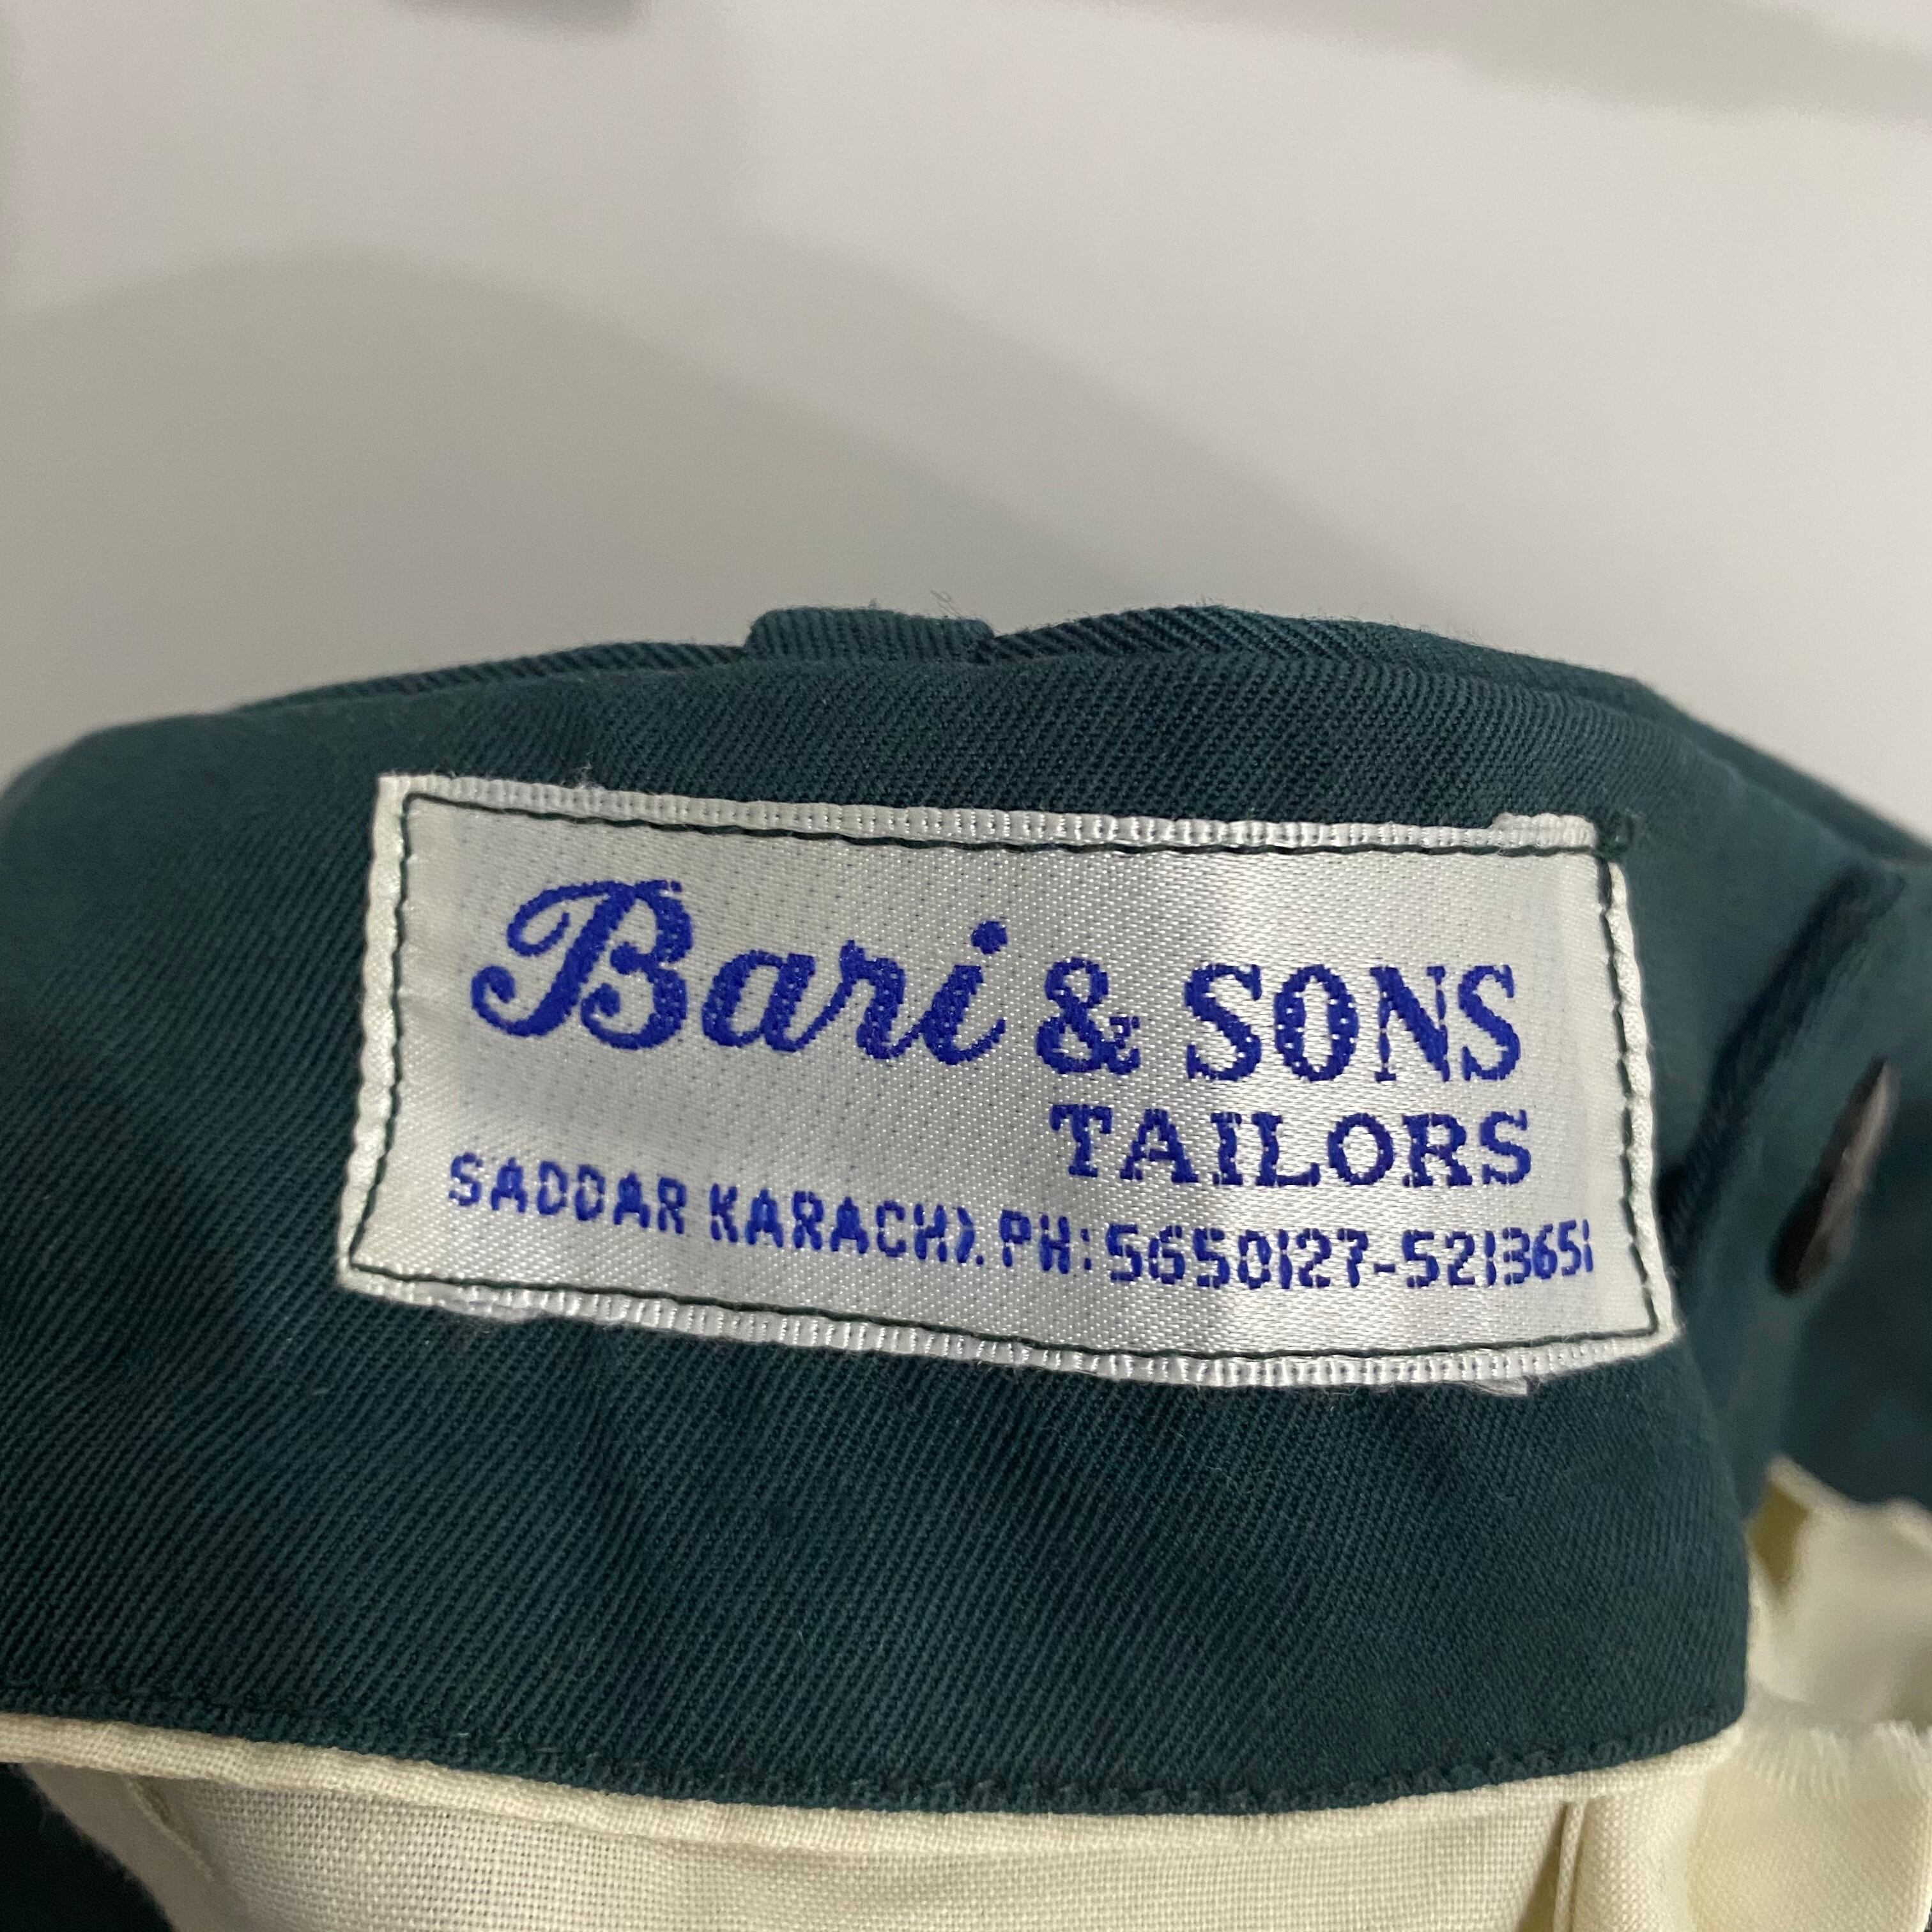 Bari & SONS
TAILORS
SADDAR KARACHI. PH: 5650127-5213651